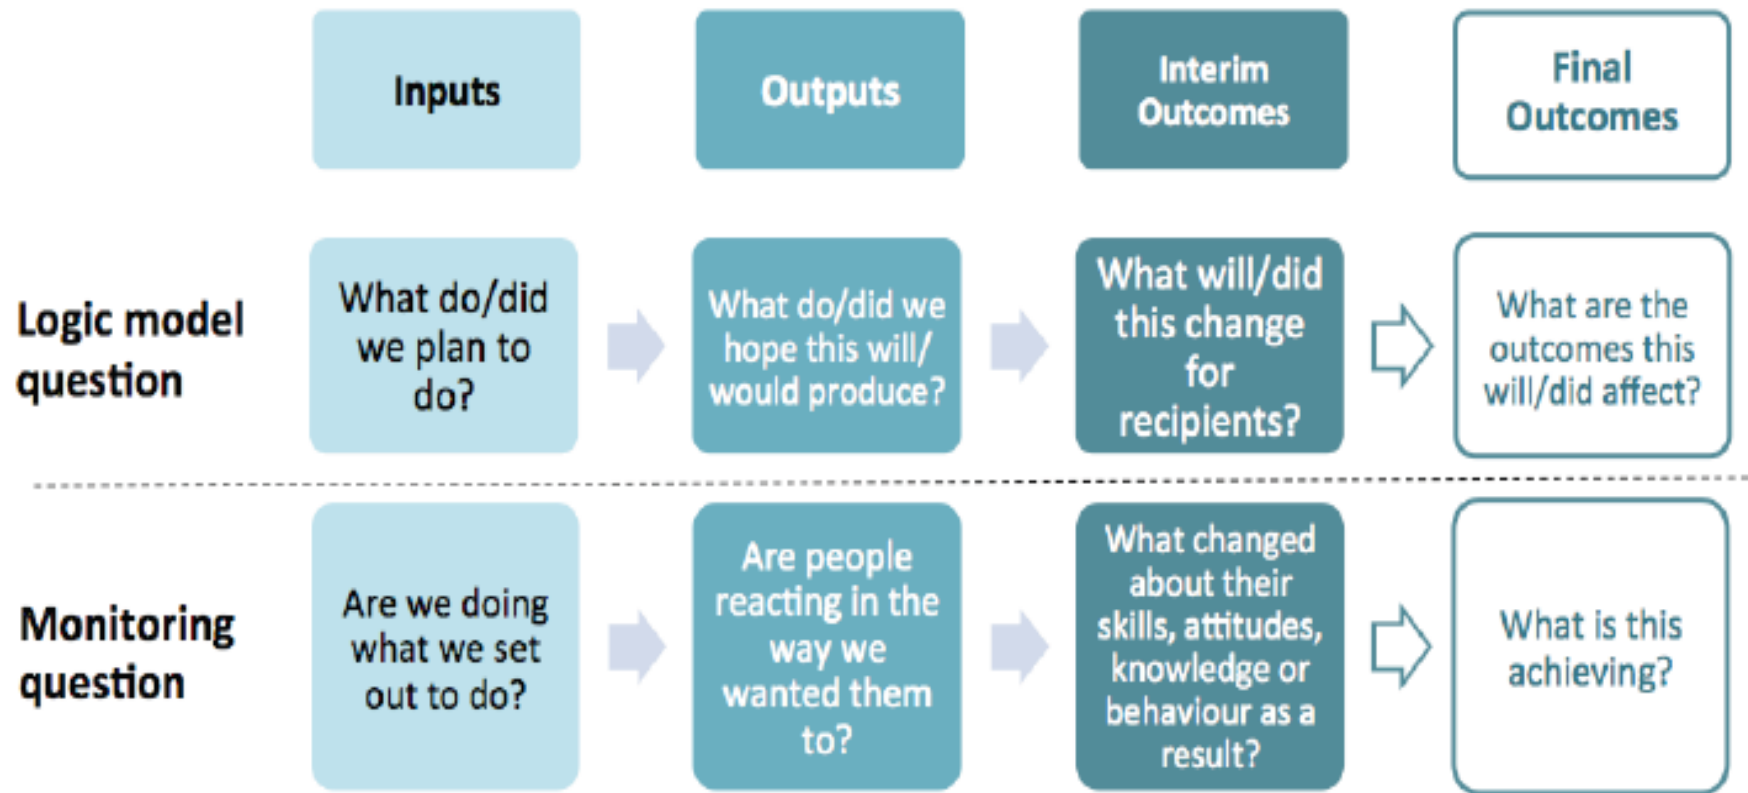 Inputs
Outputs
Interim
Outcomes
Final
Outcomes
Logic model
question
What do/did
we plan to
do?
What do/did we
hope this will/
would produce?
What will/did
this change
for
recipients?
What are the
outcomes this
will/did affect?
Monitoring
question
Are we doing
what we set
out to do?
Are people
reacting in the
way we
wanted them
to?
What changed
about their
skills, attitudes,
knowledge or
behaviour as a
result?
What is this
achieving?